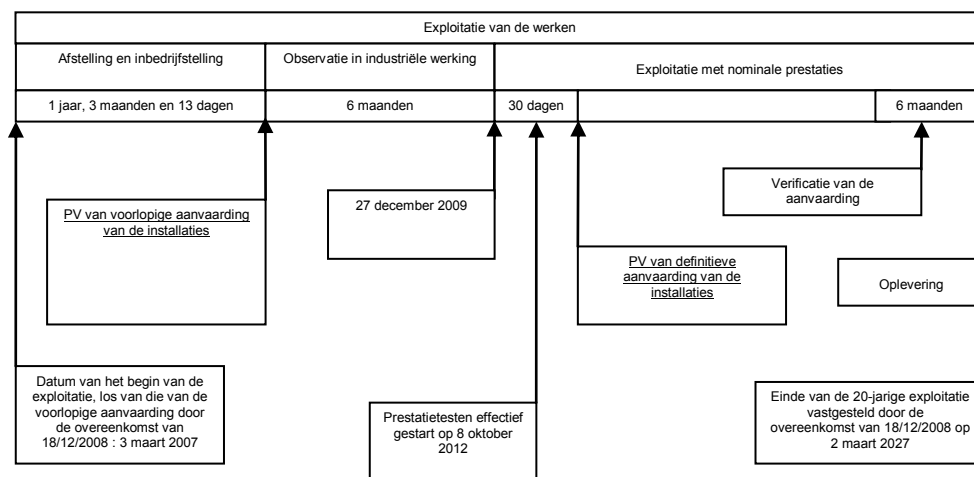 Exploitatie van de werken
Afstelling en inbedrijfstelling
Observatie in industriële werking
Exploitatie met nominale prestaties
1 jaar, 3 maanden en 13 dagen
6 maanden
30 dagen
6 maanden
PV van voorlopige aanvaarding
van de installaties
27 december 2009
Verificatie van de
aanvaarding
PV van definitieve
aanvaarding van de
installaties
Oplevering
Datum van het begin van de
exploitatie, los van die van de
voorlopige aanvaarding door
de overeenkomst van
18/12/2008 : 3 maart 2007
Prestatietesten effectief
gestart op 8 oktober
2012
Einde van de 20-jarige exploitatie
vastgesteld door de
overeenkomst van 18/12/2008 op
2 maart 2027